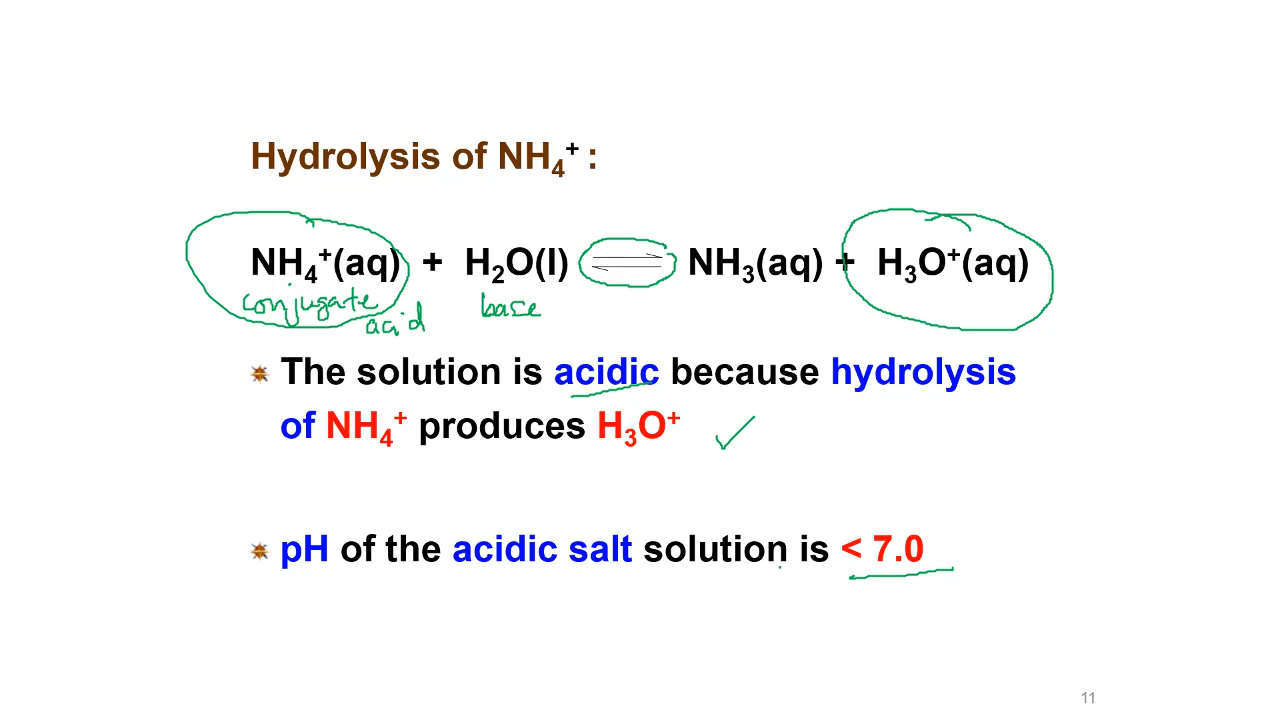 Hydrolysis of NH₄⁺ :
NH₄⁺(aq) + H₂O(l) ⇌ NH₃(aq) + H₃O⁺(aq)
conjugate acid base
The solution is acidic because hydrolysis
of NH₄⁺ produces H₃O⁺ ✓
pH of the acidic salt solution is < 7.0
11